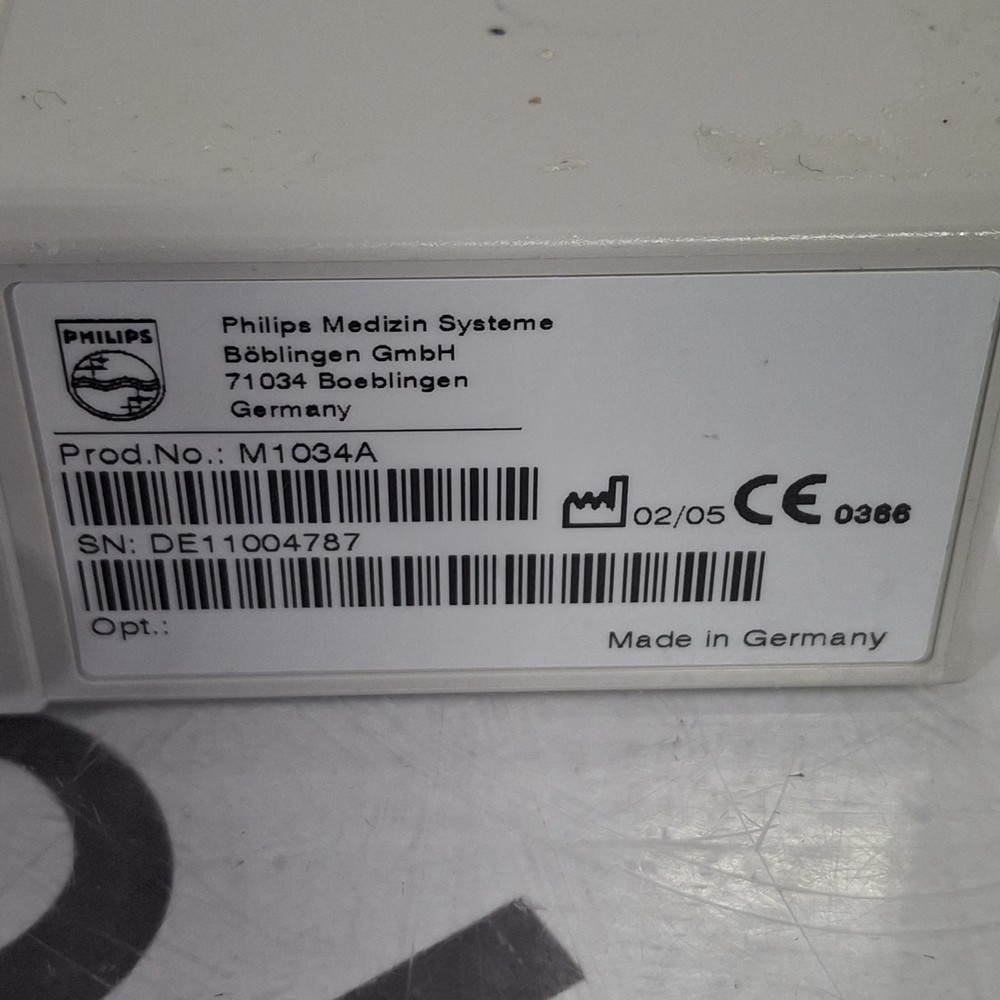 PHILIPS
Philips Medizin Systeme
Böblingen GmbH
71034 Boeblingen
Germany
Prod.No.: M1034A
02/05 CE 0366
SN: DE11004787
Opt.:
Made in Germany